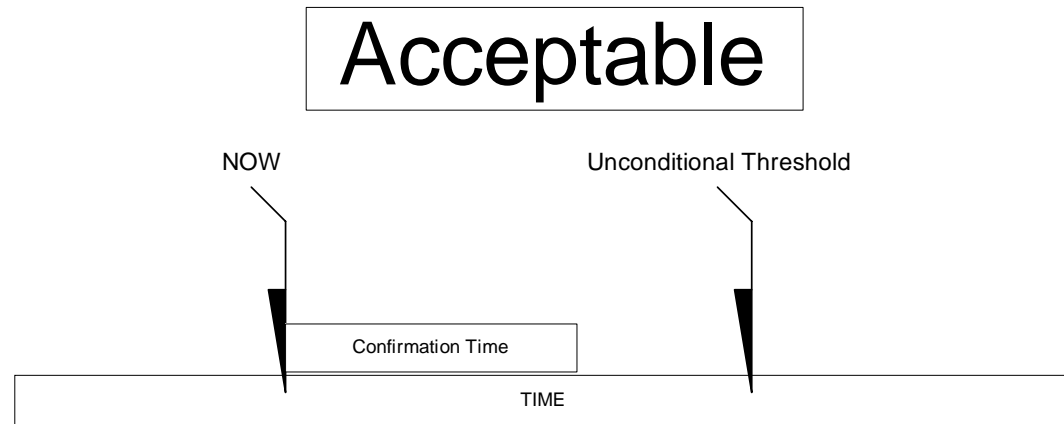 Acceptable
NOW
Unconditional Threshold
Confirmation Time
TIME